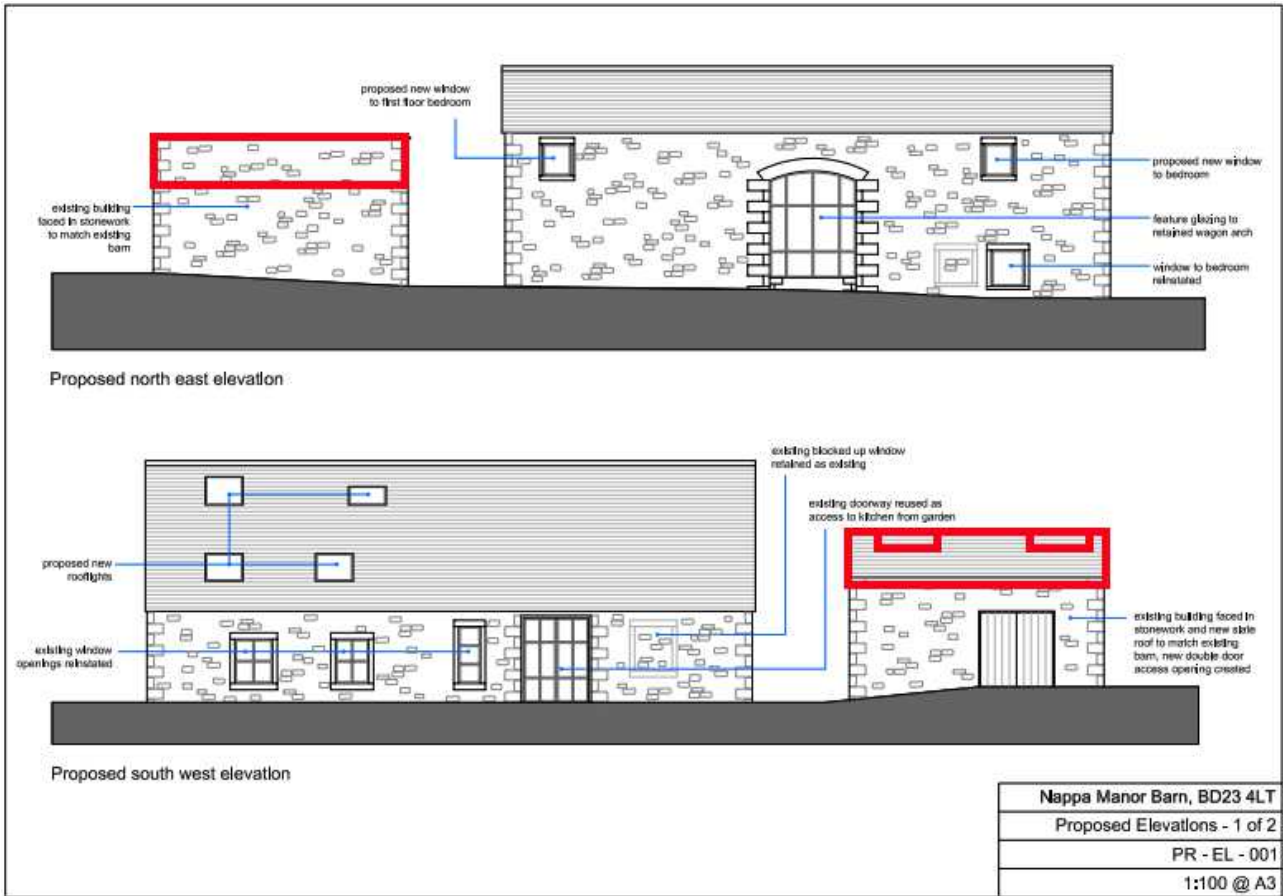 proposed new window
to first floor bedroom
existing building
faced in stonework
to match existing
barn
proposed new window
to bedroom
feature glazing to
retained wagon arch
window to bedroom
reinstated
Proposed north east elevation
existing blocked up window
retained as existing
existing doorway reused as
access to kitchen from garden
proposed new
rooflights
existing window
openings reinstated
existing building faced in
stonework and new slate
roof to match existing
barn, new double door
access opening created
Proposed south west elevation
Nappa Manor Barn, BD23 4LT
Proposed Elevations - 1 of 2
PR - EL - 001
1:100 @ A3